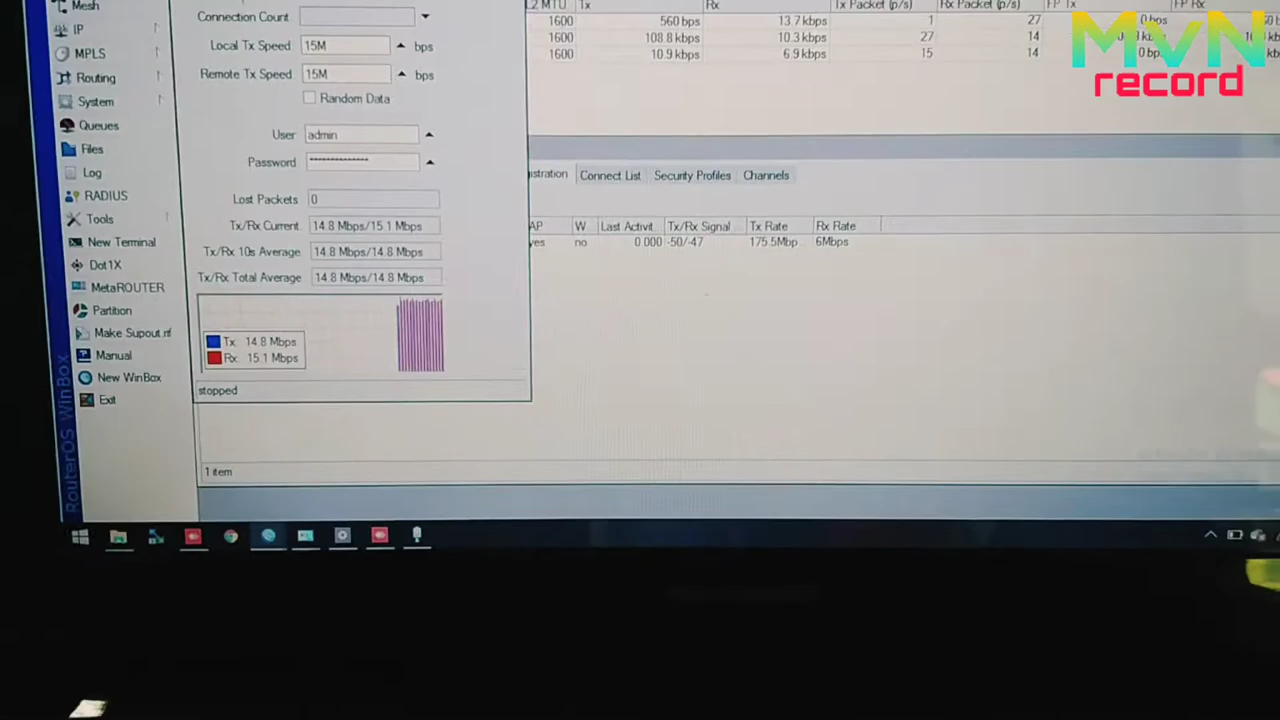 Mesh
IP
MPLS
Routing
System
Queues
Files
Log
RADIUS
Tools
New Terminal
Dot1X
MetaROUTER
Partition
Make Supout.rif
Manual
New WinBox
Exit
RouterOS WinBox
Connection Count
Local Tx Speed 15M bps
Remote Tx Speed 15M bps
Random Data
User admin
Password **************
Lost Packets 0
Tx/Rx Current 14.8 Mbps/15.1 Mbps
Tx/Rx 10s Average 14.8 Mbps/14.8 Mbps
Tx/Rx Total Average 14.8 Mbps/14.8 Mbps
Tx: 14.8 Mbps
Rx: 15.1 Mbps
stopped
L2 MTU Tx Rx Tx Packet (p/s) Rx Packet (p/s) FP Tx FP Rx
1600 560 bps 13.7 kbps 1 27 0 bps
1600 108.8 kbps 10.3 kbps 27 14
1600 10.9 kbps 6.9 kbps 15 14 0 bps
MvN
record
istration Connect List Security Profiles Channels
AP W Last Activit... Tx/Rx Signal Tx Rate Rx Rate
yes no 0.000 -50/-47 175.5Mbp 6Mbps
1 item